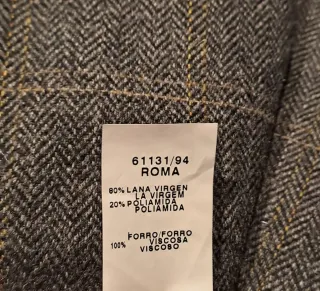 61131/94
ROMA
80% LANA VIRGEN
LA VIRGEM
20% POLIAMIDA
POLIAMIDA
FORRO/FORRO
100% VISCOSA
VISCOSO